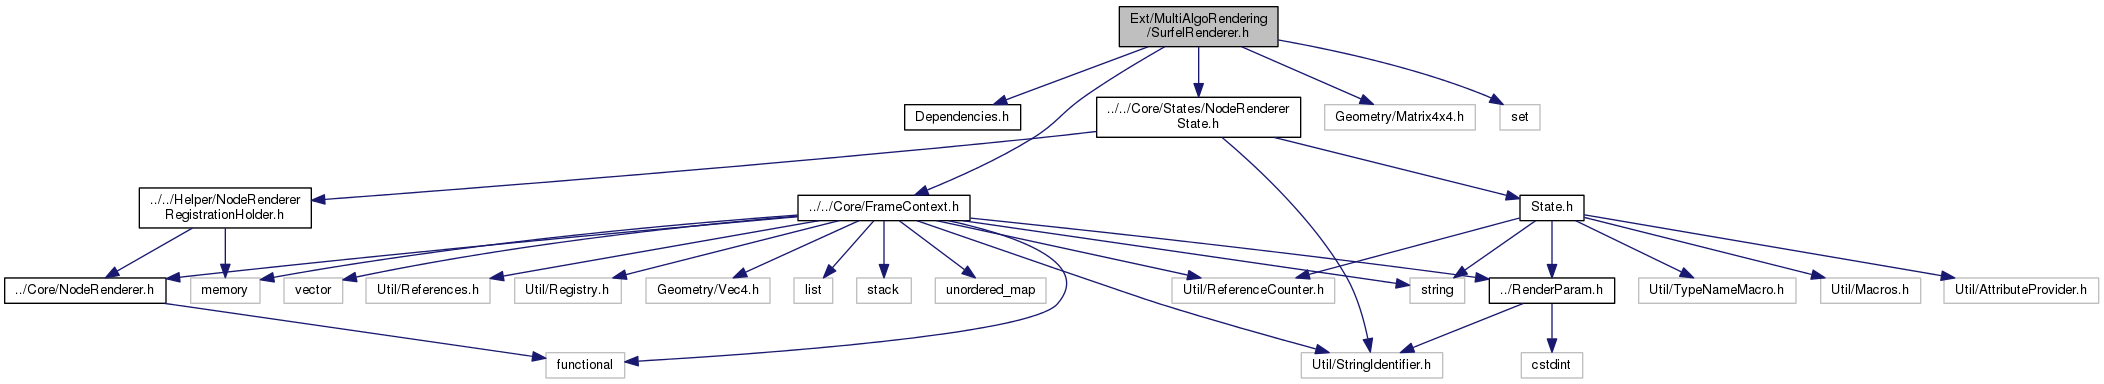 Ext/MultiAlgoRendering
/SurfelRenderer.h
Dependencies.h
../../Core/States/NodeRenderer
State.h
Geometry/Matrix4x4.h
set
../../Helper/NodeRenderer
RegistrationHolder.h
../../Core/FrameContext.h
State.h
../Core/NodeRenderer.h
memory
vector
Util/References.h
Util/Registry.h
Geometry/Vec4.h
list
stack
unordered_map
Util/ReferenceCounter.h
string
../RenderParam.h
Util/TypeNameMacro.h
Util/Macros.h
Util/AttributeProvider.h
functional
Util/StringIdentifier.h
cstdint